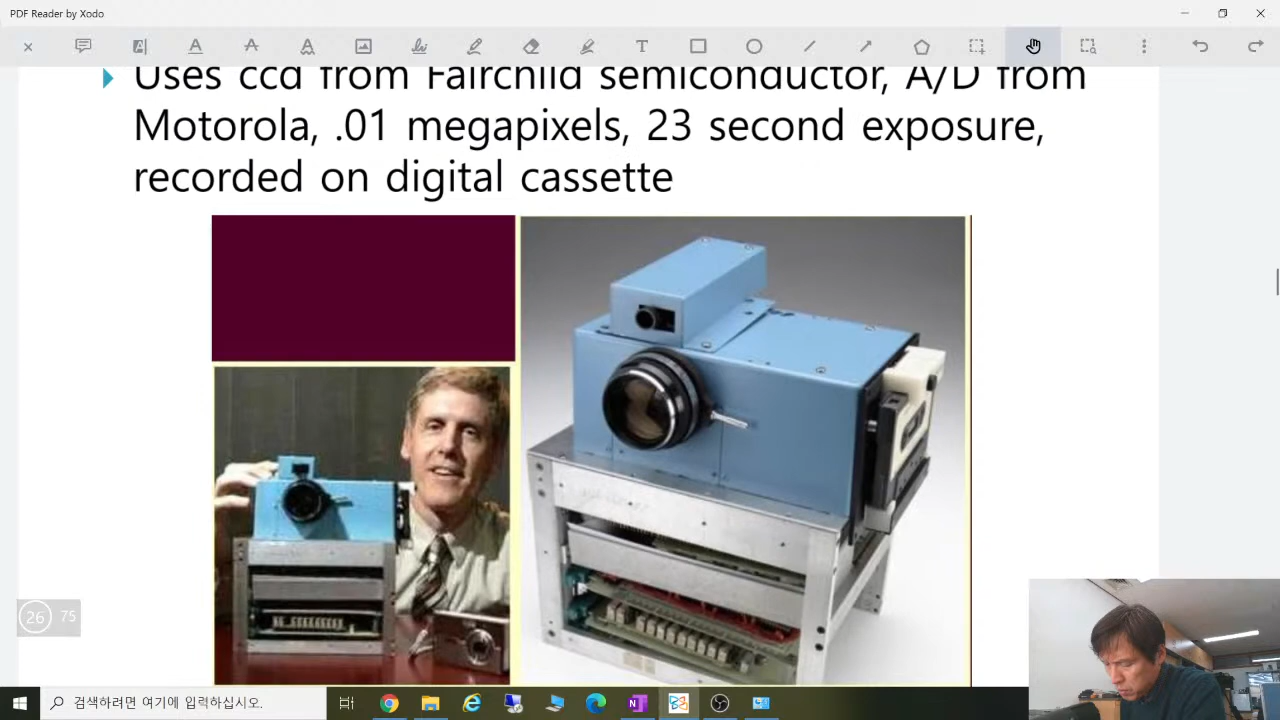 PDF Reader by Xodo
Uses ccd from Fairchild semiconductor, A/D from
Motorola, .01 megapixels, 23 second exposure,
recorded on digital cassette
26 75
검색하려면 여기에 입력하십시오.